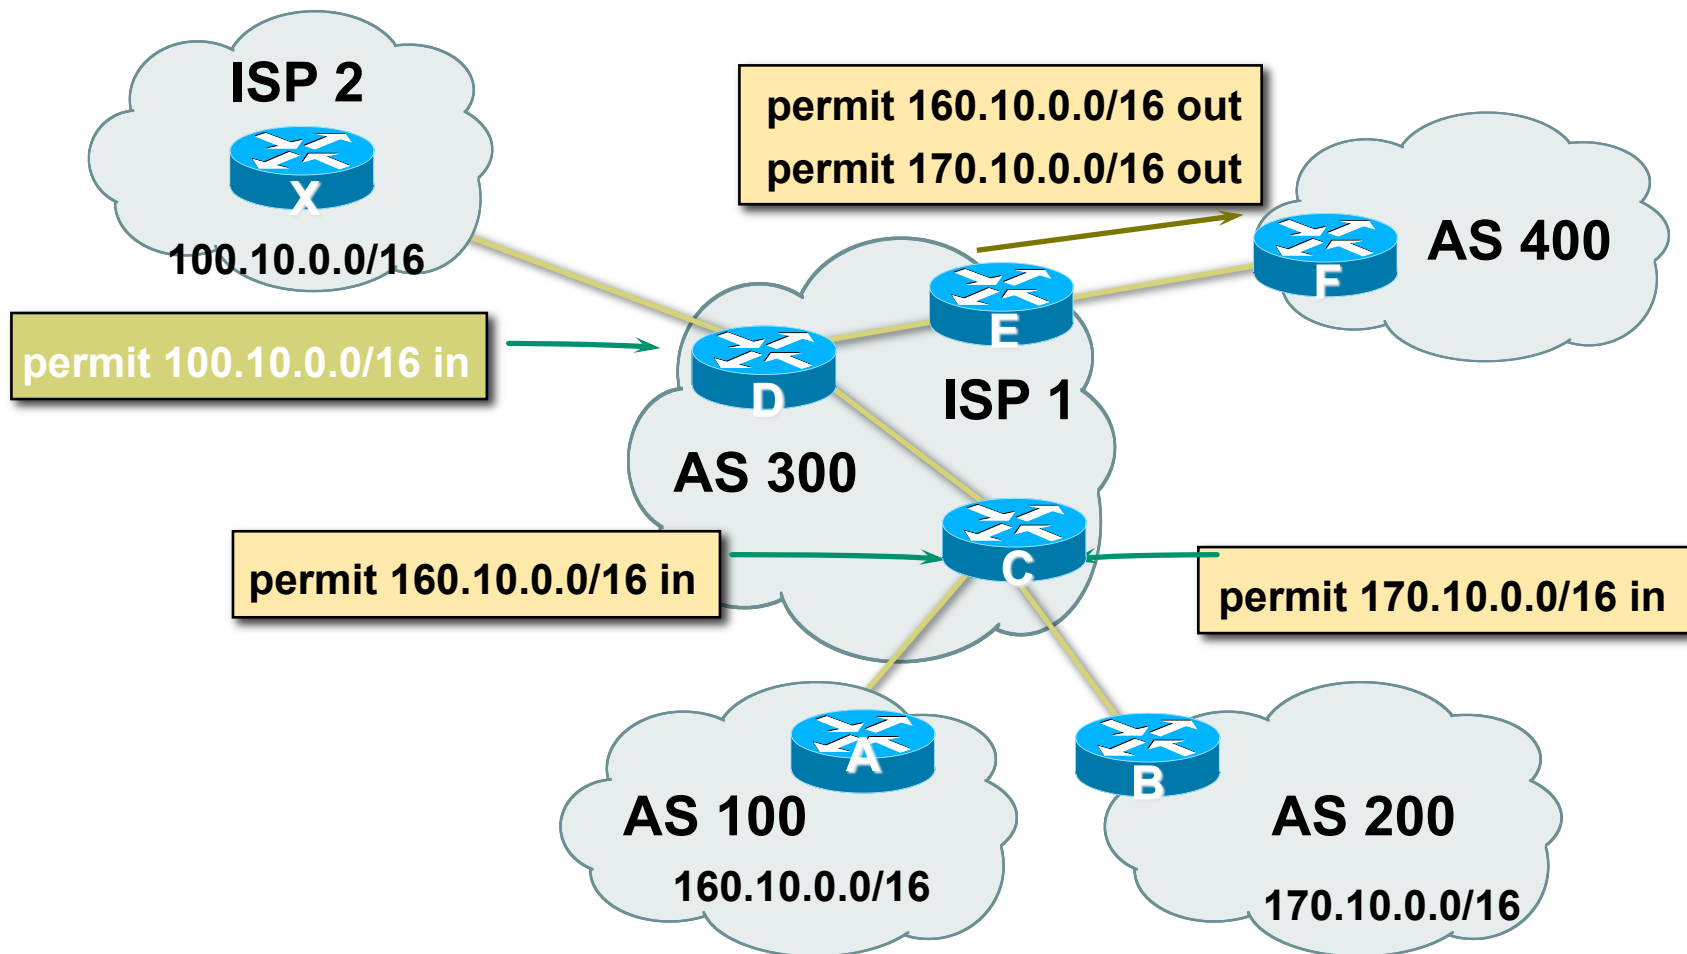 ISP 2
X
100.10.0.0/16
permit 160.10.0.0/16 out
permit 170.10.0.0/16 out
AS 400
F
E
permit 100.10.0.0/16 in
D
ISP 1
AS 300
permit 160.10.0.0/16 in
C
permit 170.10.0.0/16 in
A
AS 100
160.10.0.0/16
B
AS 200
170.10.0.0/16